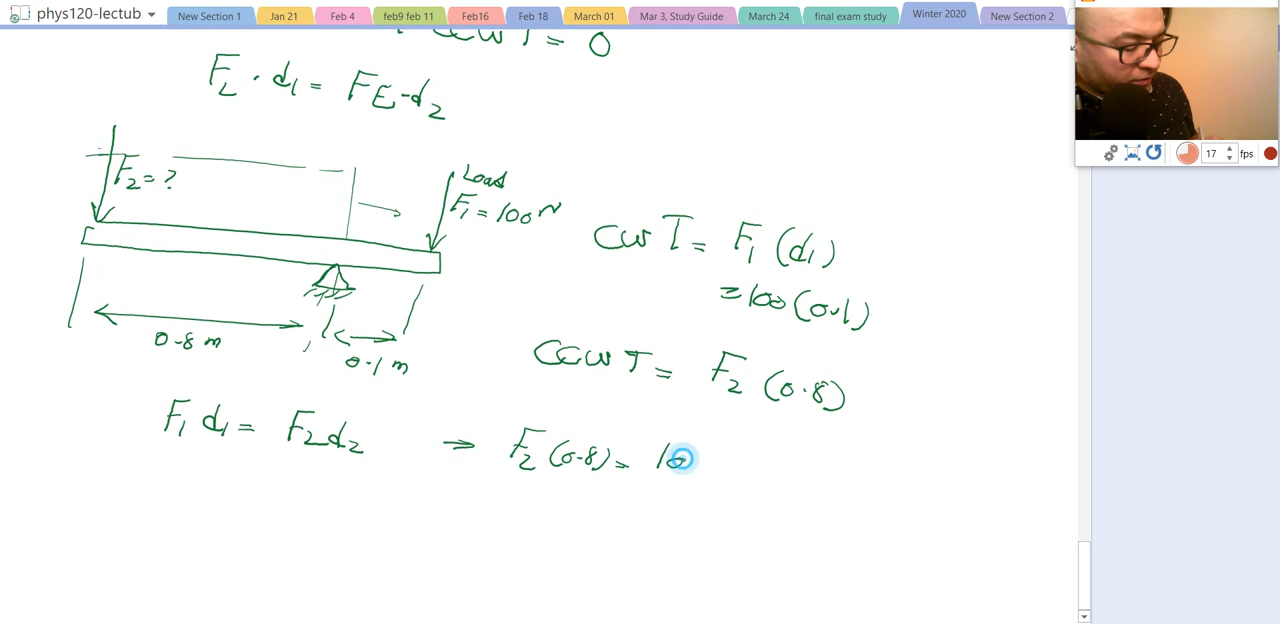 phys120-lectub
New Section 1
Jan 21
Feb 4
feb9 feb 11
Feb16
Feb 18
March 01
Mar 3, Study Guide
March 24
final exam study
Winter 2020
New Section 2
CCW T = 0
F_L · d₁ = F_E - d₂
F₂ = ?
Load
F₁ = 100 N
CW T = F₁ (d₁)
= 100 (0.1)
0.8 m
0.1 m
CCW T = F₂ (0.8)
F₁ d₁ = F₂ d₂ → F₂ (0.8) = 10
17 fps